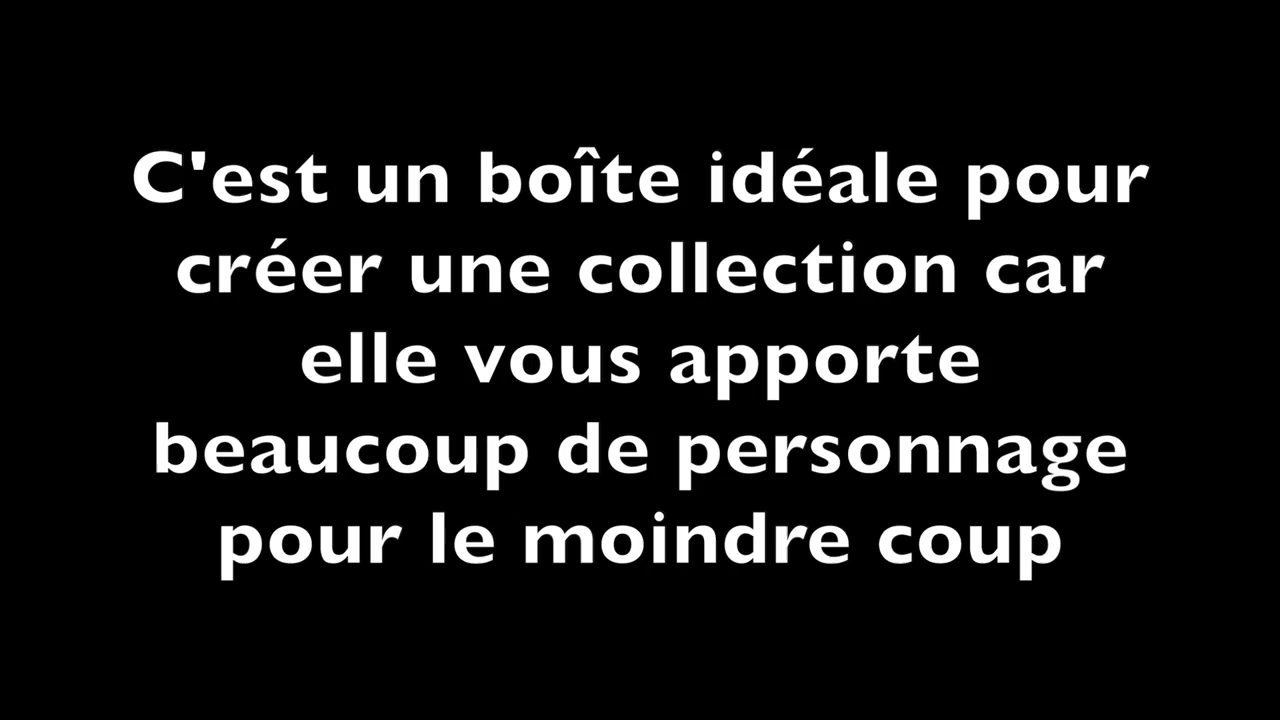 C'est un boîte idéale pour
créer une collection car
elle vous apporte
beaucoup de personnage
pour le moindre coup